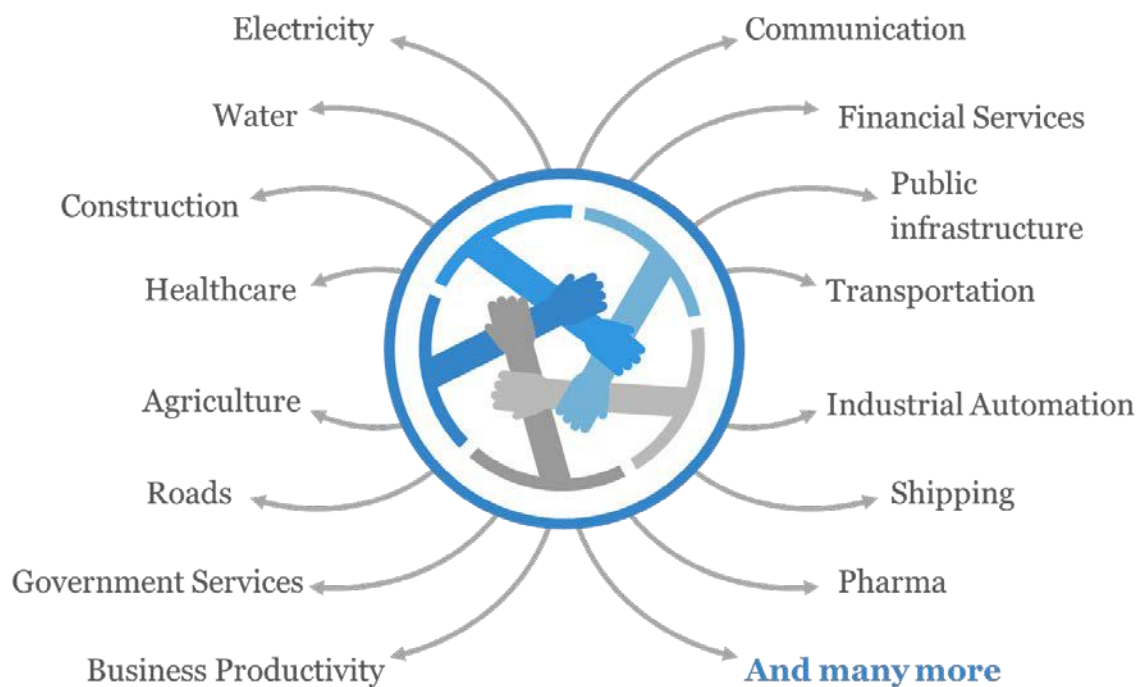 Electricity
Communication
Water
Financial Services
Construction
Public
infrastructure
Healthcare
Transportation
Agriculture
Industrial Automation
Roads
Shipping
Government Services
Pharma
Business Productivity
And many more